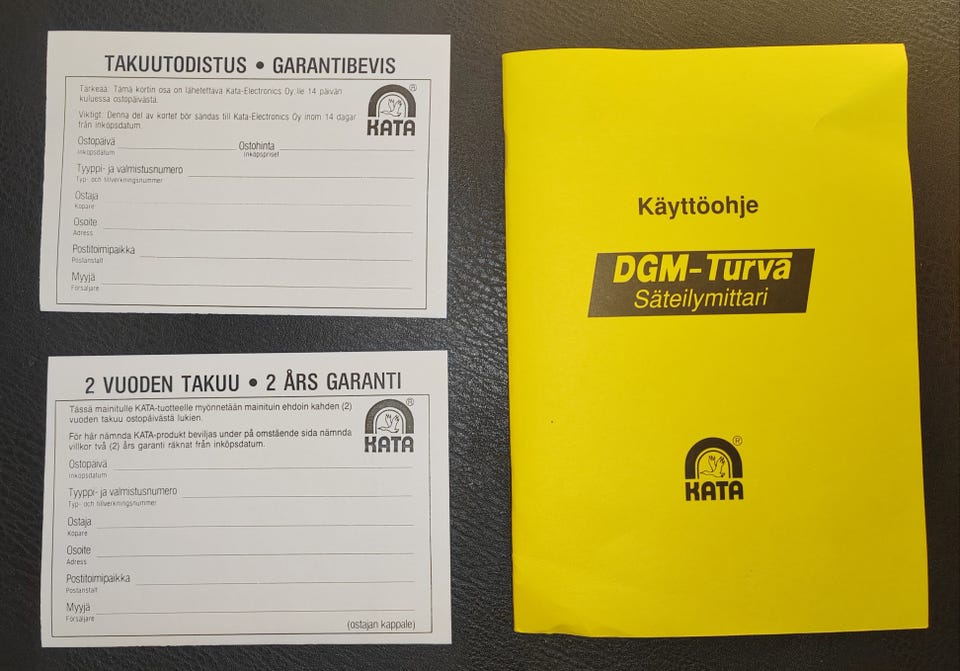 TAKUUTODISTUS • GARANTIBEVIS
Tärkeää: Tämä kortin osa on lähetettävä Kata-Electronics Oy:lle 14 päivän
kuluessa ostopäivästä.
Viktigt: Denna del av kortet bör sändas till Kata-Electronics Oy inom 14 dagar
från inköpsdatum.
®
KATA
Ostopäivä
Inköpsdatum
Ostohinta
Inköpspriset
Tyyppi- ja valmistusnumero
Typ- och tillverkningsnummer
Ostaja
Köpare
Osoite
Adress
Postitoimipaikka
Postanstalt
Myyjä
Försäljare
2 VUODEN TAKUU • 2 ÅRS GARANTI
Tässä mainitulle KATA-tuotteelle myönnetään mainituin ehdoin kahden (2)
vuoden takuu ostopäivästä lukien.
För här nämnda KATA-produkt beviljas under på omstående sida nämnda
villkor två (2) års garanti räknat från inköpsdatum.
®
KATA
Ostopäivä
Inköpsdatum
Tyyppi- ja valmistusnumero
Typ- och tillverkningsnummer
Ostaja
Köpare
Osoite
Adress
Postitoimipaikka
Postanstalt
Myyjä
Försäljare
(ostajan kappale)
Käyttöohje
DGM-Turva
Säteilymittari
®
KATA